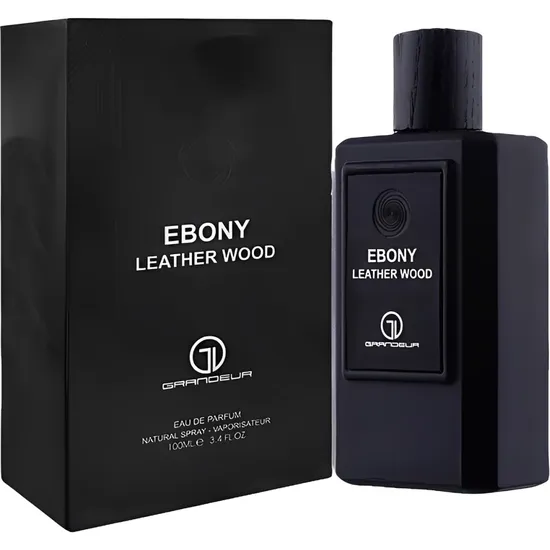 EBONY
LEATHER WOOD
GRANDEUR
EAU DE PARFUM
NATURAL SPRAY - VAPORISATEUR
100ML℮ 3.4 FL.OZ
EBONY
LEATHER WOOD
GRANDEUR